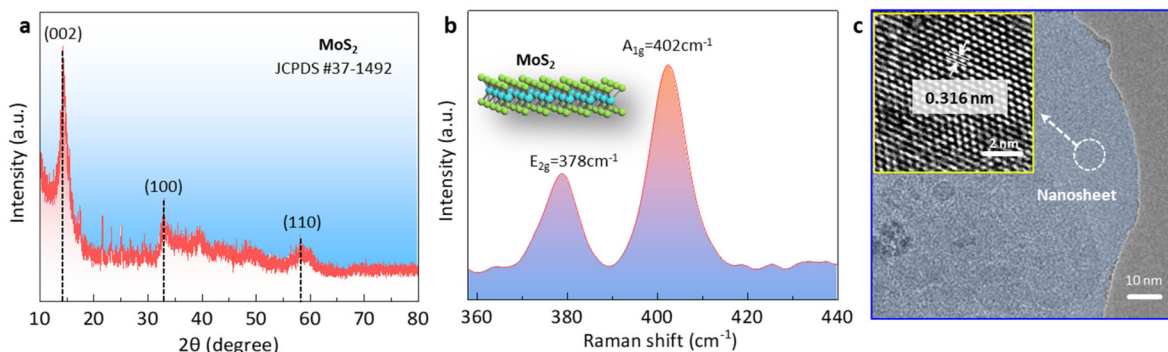 a
(002)
MoS₂
JCPDS #37-1492
(100)
(110)
Intensity (a.u.)
10 20 30 40 50 60 70 80
2θ (degree)
b
A₁g=402cm⁻¹
MoS₂
E₂g=378cm⁻¹
Intensity (a.u.)
360 380 400 420 440
Raman shift (cm⁻¹)
c
0.316 nm
2 nm
Nanosheet
10 nm